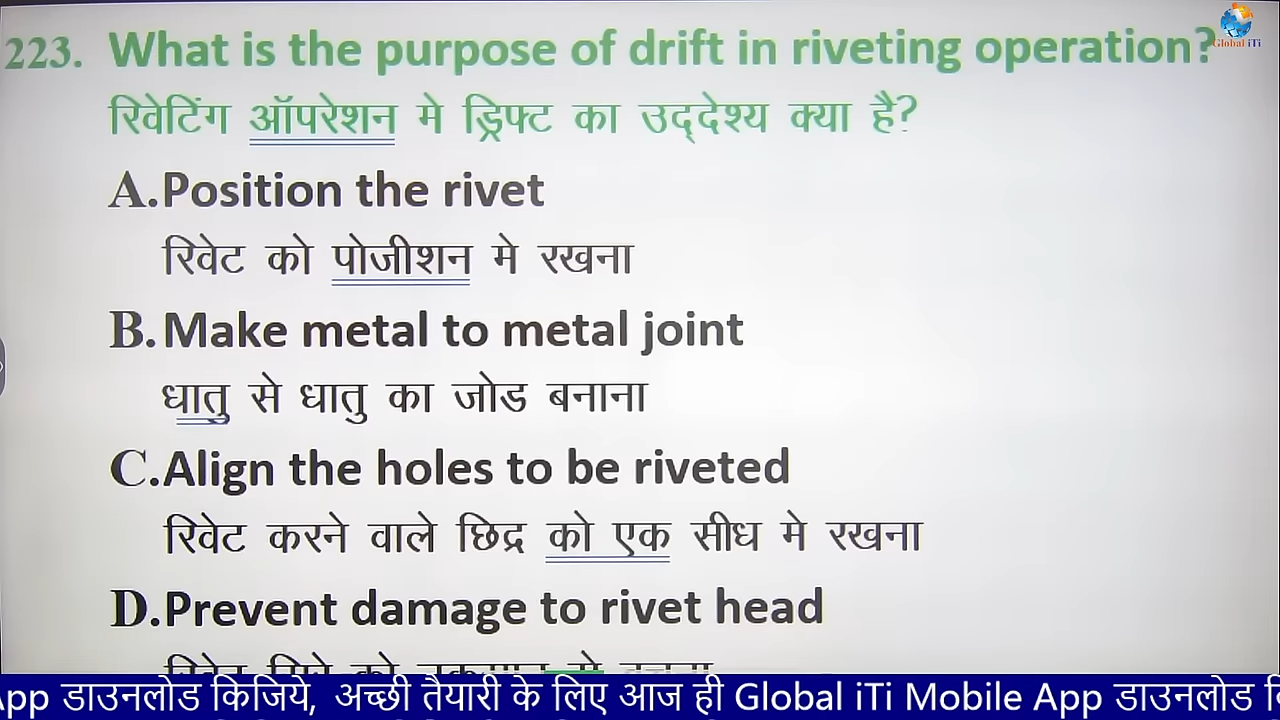 Global iTi
223. What is the purpose of drift in riveting operation?
रिवेटिंग ऑपरेशन मे ड्रिफ्ट का उद्देश्य क्या है?
A.Position the rivet
रिवेट को पोजीशन मे रखना
B.Make metal to metal joint
धातु से धातु का जोड बनाना
C.Align the holes to be riveted
रिवेट करने वाले छिद्र को एक सीध मे रखना
D.Prevent damage to rivet head
App डाउनलोड किजिये, अच्छी तैयारी के लिए आज ही Global iTi Mobile App डाउनलोड